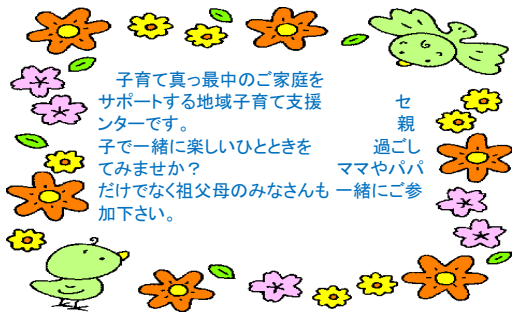 子育て真っ最中のご家庭を
サポートする地域子育て支援 セ
ンターです。 親
子で一緒に楽しいひとときを 過ごし
てみませか？ ママやパパ
だけでなく祖父母のみなさんも 一緒にご参
加下さい。